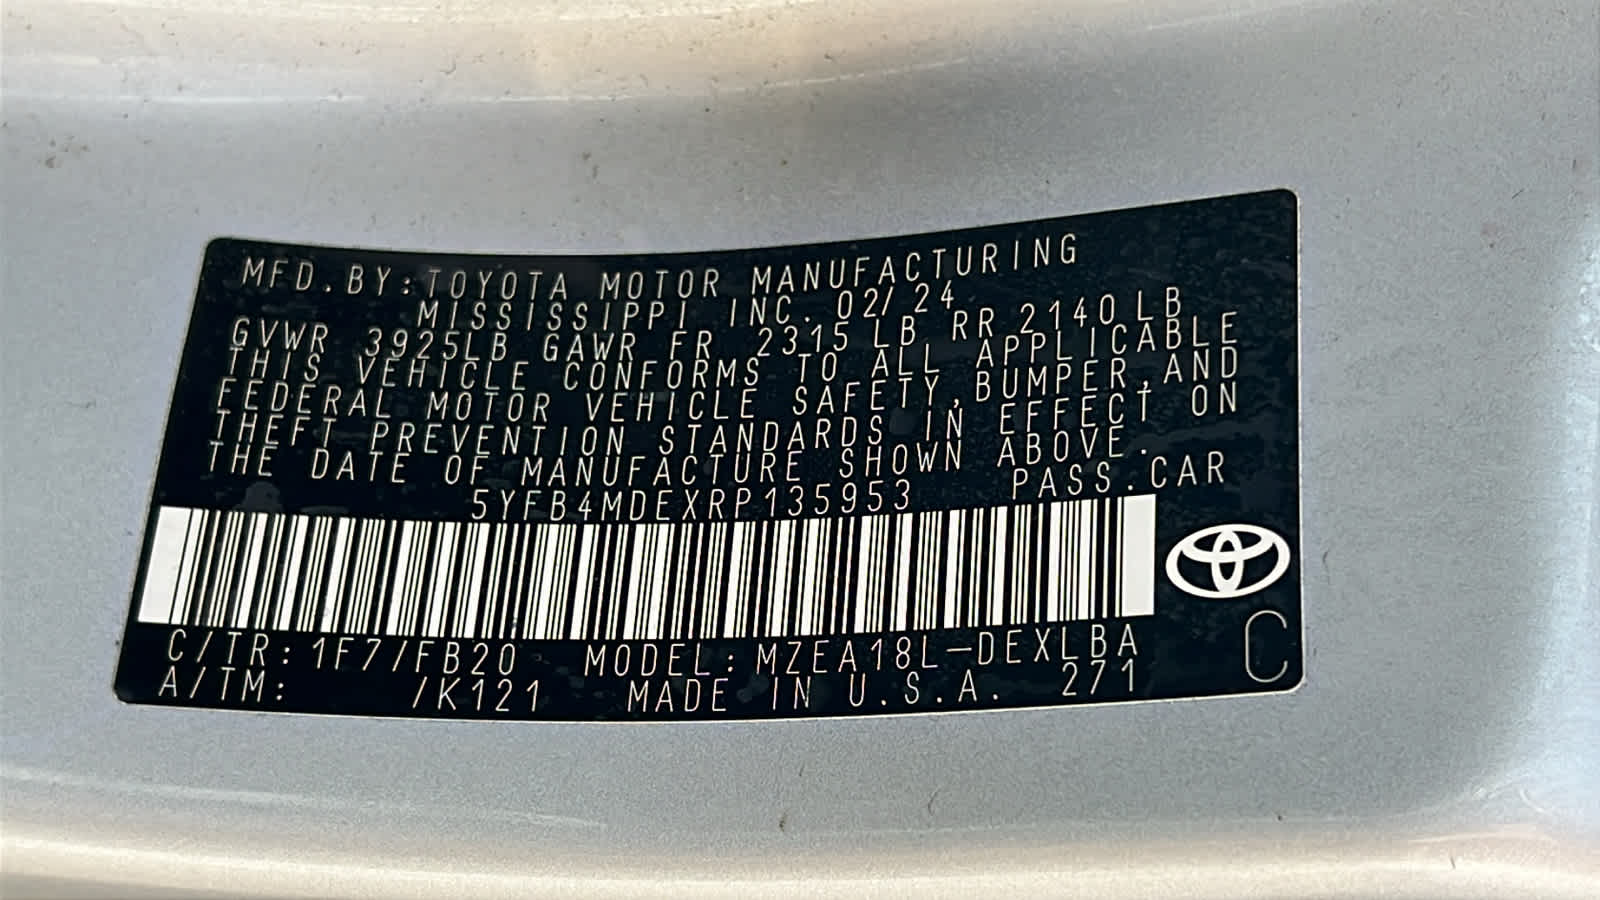 MFD.BY:TOYOTA MOTOR MANUFACTURING
MISSISSIPPI INC. 02/24
GVWR 3925LB GAWR FR 2315 LB RR 2140 LB
THIS VEHICLE CONFORMS TO ALL APPLICABLE
FEDERAL MOTOR VEHICLE SAFETY,BUMPER,AND
THEFT PREVENTION STANDARDS IN EFFECT ON
THE DATE OF MANUFACTURE SHOWN ABOVE.
5YFB4MDEXRP135953 PASS.CAR
C/TR:1F7/FB20 MODEL:MZEA18L-DEXLBA
A/TM: /K121 MADE IN U.S.A. 271
C